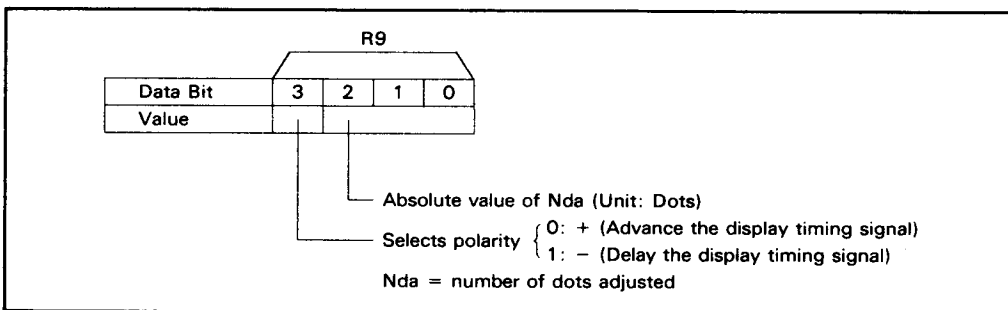 R9
Data Bit 3 2 1 0
Value
Absolute value of Nda (Unit: Dots)
Selects polarity { 0: + (Advance the display timing signal)
1: − (Delay the display timing signal)
Nda = number of dots adjusted